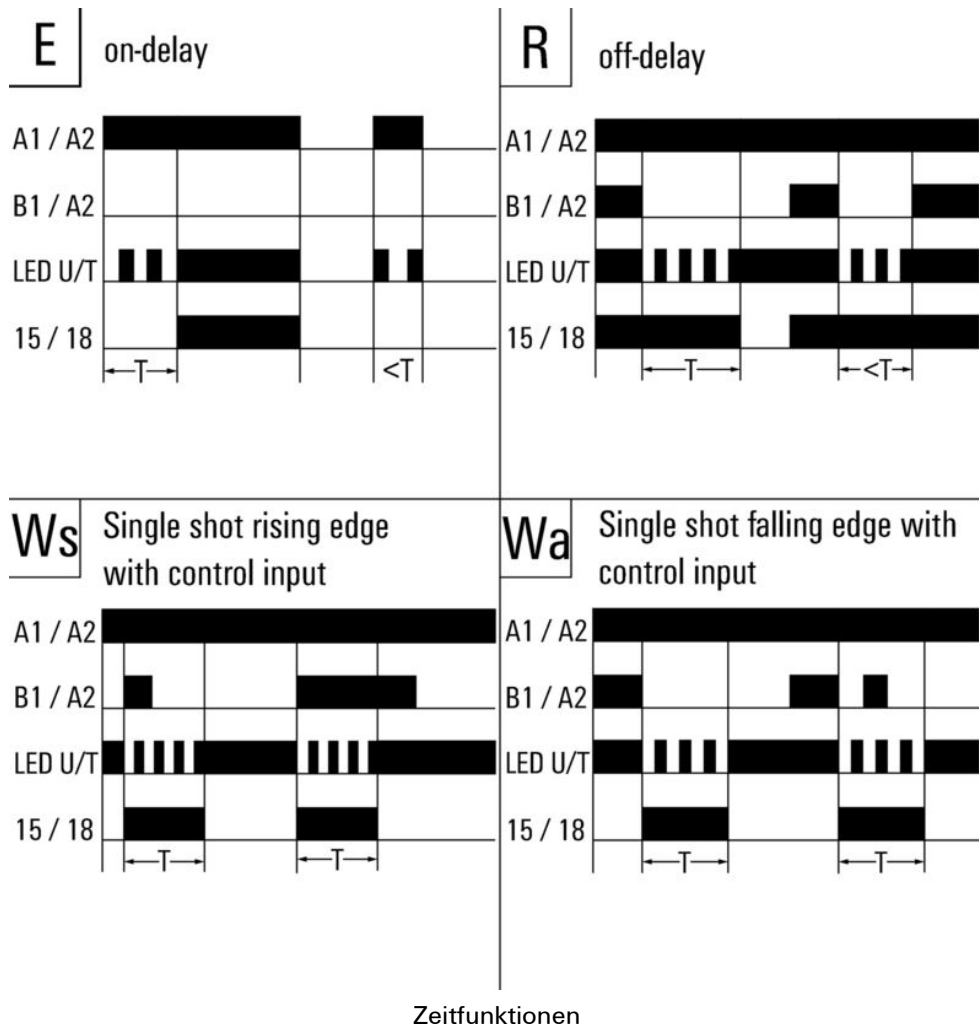 E on-delay
A1 / A2
B1 / A2
LED U/T
15 / 18
T
<T
R off-delay
A1 / A2
B1 / A2
LED U/T
15 / 18
T
<T
Ws Single shot rising edge
with control input
A1 / A2
B1 / A2
LED U/T
15 / 18
T
T
Wa Single shot falling edge with
control input
A1 / A2
B1 / A2
LED U/T
15 / 18
T
T
Zeitfunktionen